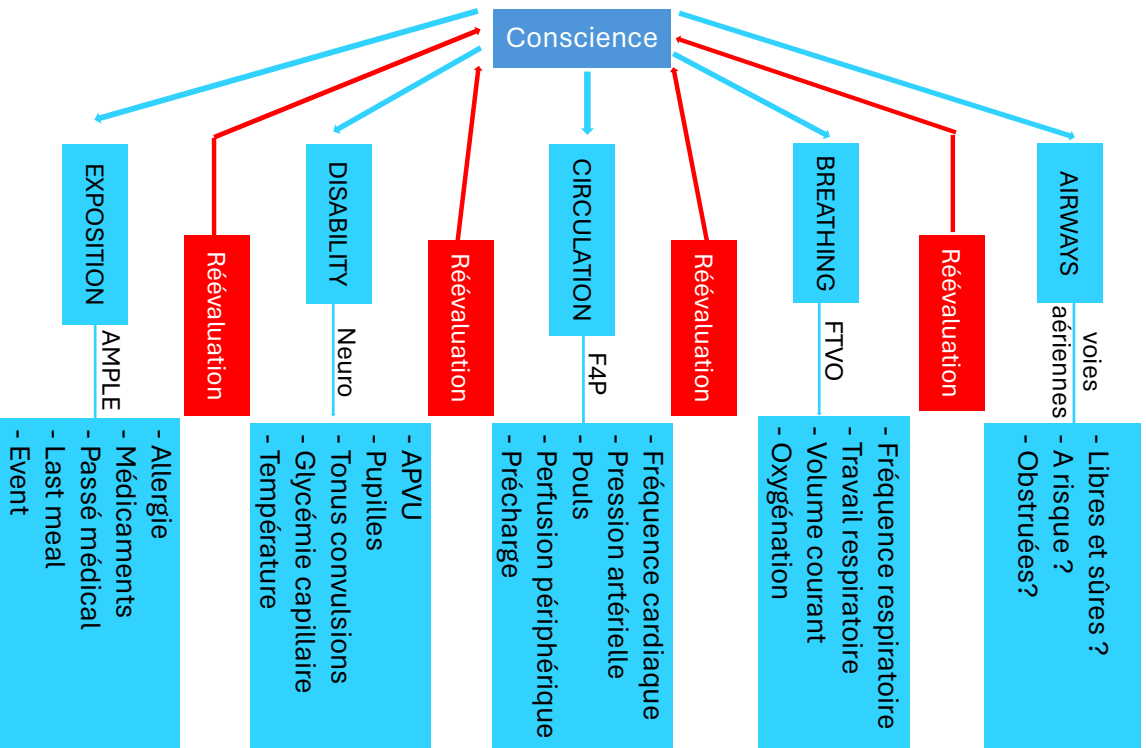 Conscience
AIRWAYS
voies
aériennes
- Libres et sûres ?
- A risque ?
- Obstruées?
Réévaluation
BREATHING
FTVO
- Fréquence respiratoire
- Travail respiratoire
- Volume courant
- Oxygénation
Réévaluation
CIRCULATION
F4P
- Fréquence cardiaque
- Pression artérielle
- Pouls
- Perfusion périphérique
- Précharge
Réévaluation
DISABILITY
Neuro
- APVU
- Pupilles
- Tonus convulsions
- Glycémie capillaire
- Température
Réévaluation
EXPOSITION
AMPLE
- Allergie
- Médicaments
- Passé médical
- Last meal
- Event